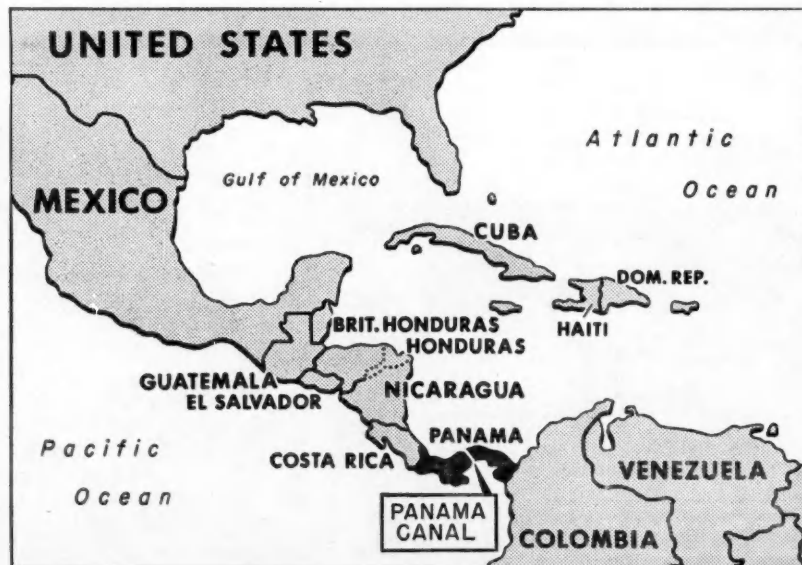 UNITED STATES
Atlantic
Ocean
Gulf of Mexico
MEXICO
CUBA
DOM. REP.
HAITI
BRIT. HONDURAS
HONDURAS
GUATEMALA
EL SALVADOR
NICARAGUA
Pacific
Ocean
COSTA RICA
PANAMA
PANAMA
CANAL
VENEZUELA
COLOMBIA